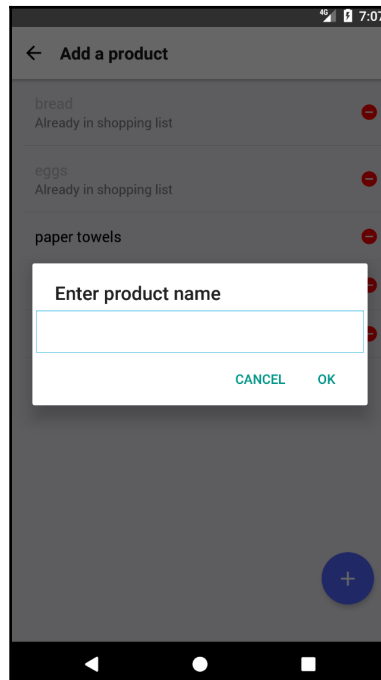 4G 7:07
Add a product
bread
Already in shopping list
eggs
Already in shopping list
paper towels
Enter product name
CANCEL OK